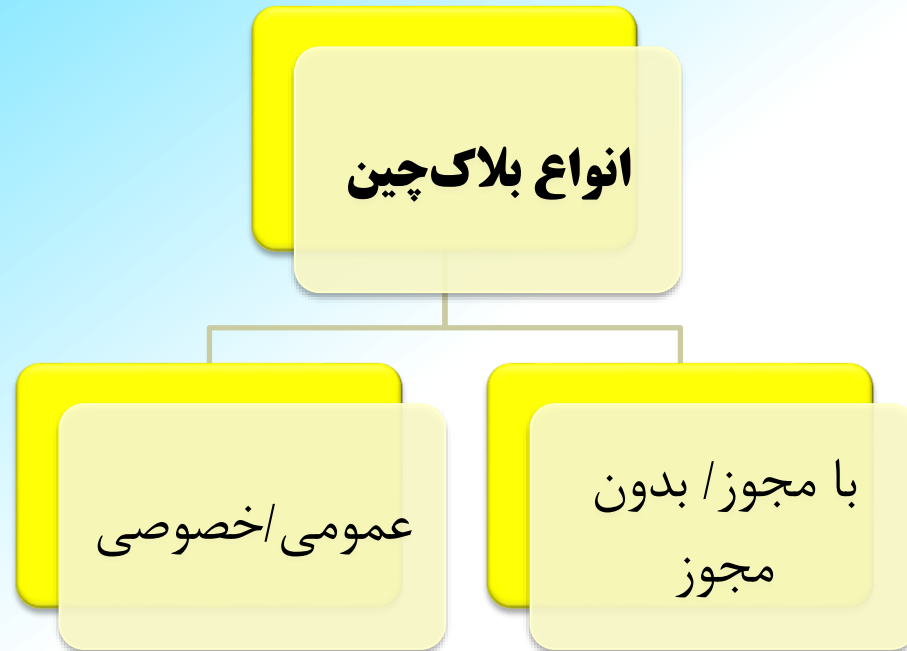 انواع بلاک‌چین
با مجوز/ بدون
مجوز
عمومی/خصوصی